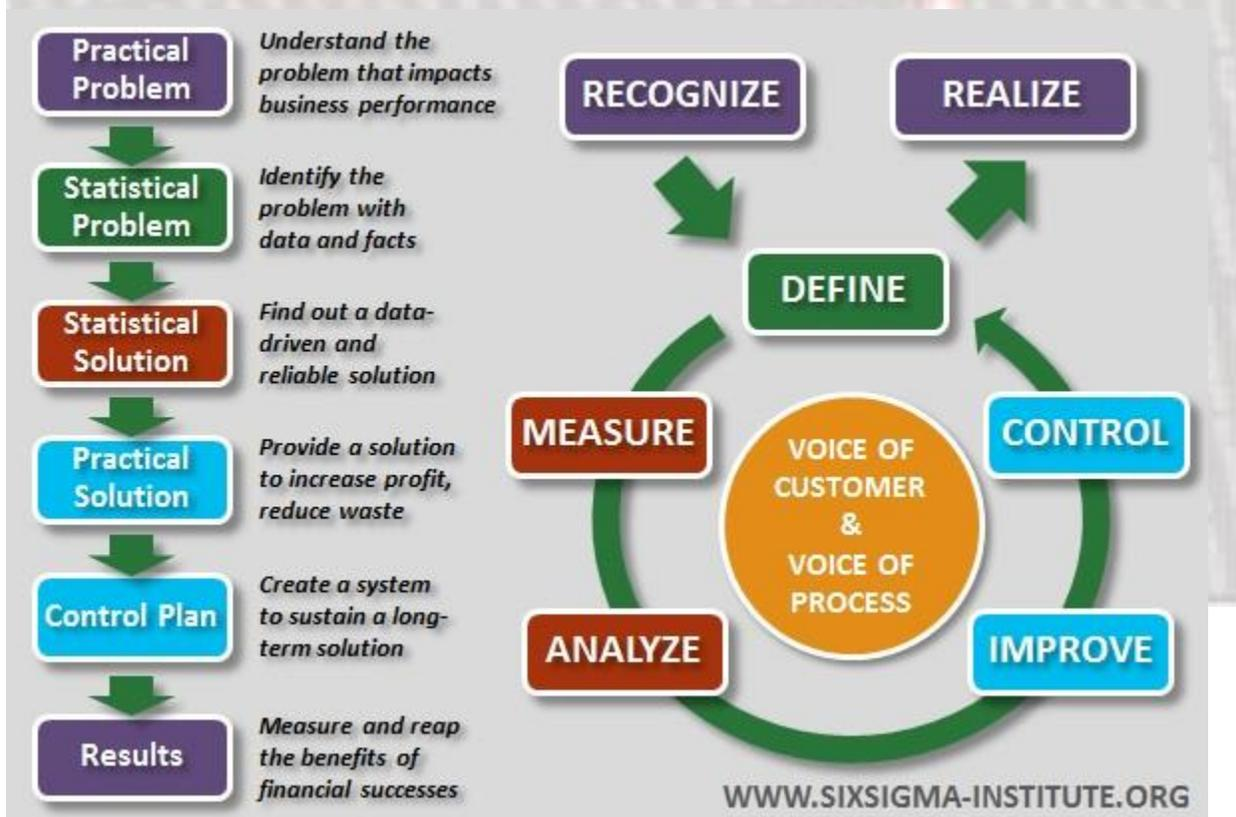 Practical
Problem
Understand the
problem that impacts
business performance
Statistical
Problem
Identify the
problem with
data and facts
Statistical
Solution
Find out a data-
driven and
reliable solution
Practical
Solution
Provide a solution
to increase profit,
reduce waste
Control Plan
Create a system
to sustain a long-
term solution
Results
Measure and reap
the benefits of
financial successes
RECOGNIZE
REALIZE
DEFINE
MEASURE
CONTROL
VOICE OF
CUSTOMER
&
VOICE OF
PROCESS
ANALYZE
IMPROVE
WWW.SIXSIGMA-INSTITUTE.ORG